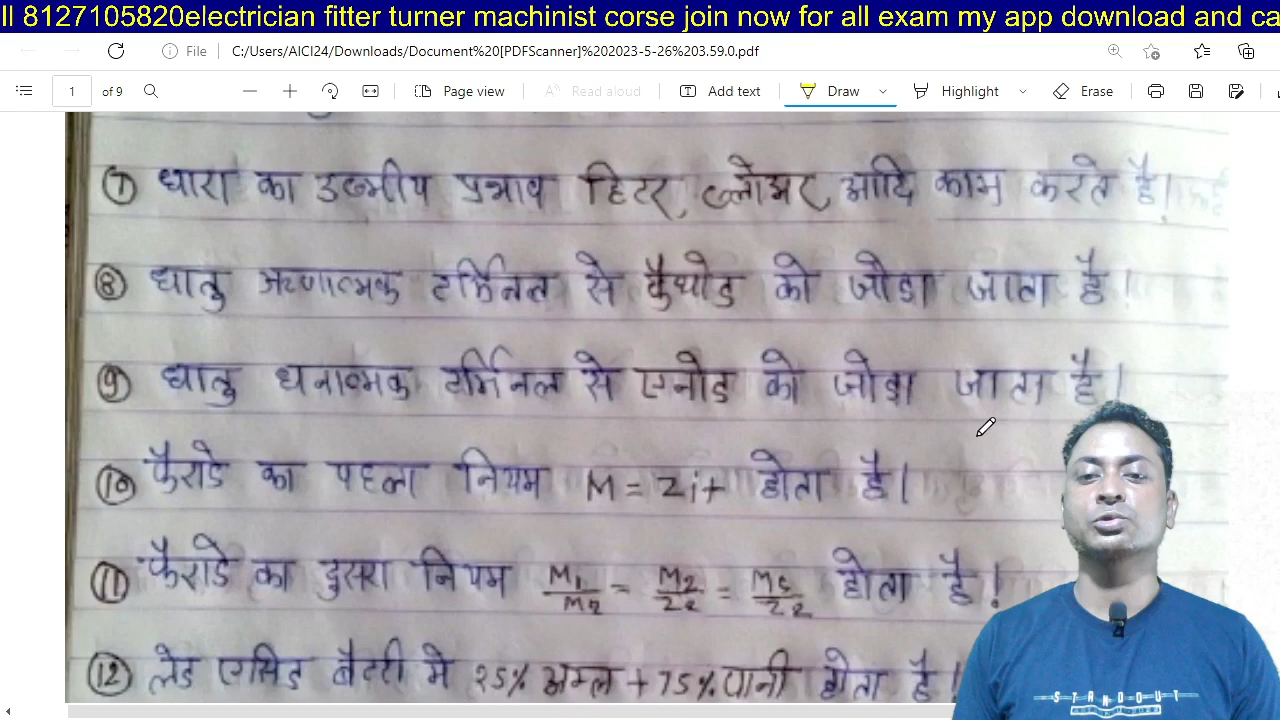 ll 8127105820electrician fitter turner machinist corse join now for all exam my app download and ca
File C:/Users/AICI24/Downloads/Document%20[PDFScanner]%202023-5-26%203.59.0.pdf
1 of 9 Page view Read aloud Add text Draw Highlight Erase
7 धारा का उष्मीय प्रभाव हिटर, ब्लोअर, आदि काम करते है।
8 धातु ऋणात्मक टर्मिनल से कैथोड को जोडा जाता है।
9 धातु धनात्मक टर्मिनल से एनोड को जोडा जाता है।
10 फैराडे का पहला नियम M = Zit होता है।
11 फैराडे का दुसरा नियम M1/M2 = M2/Z2 = होता है!
12 लेड एसिड बैटरी मे 25% अम्ल + 75% पानी होता है!
STANDOUT